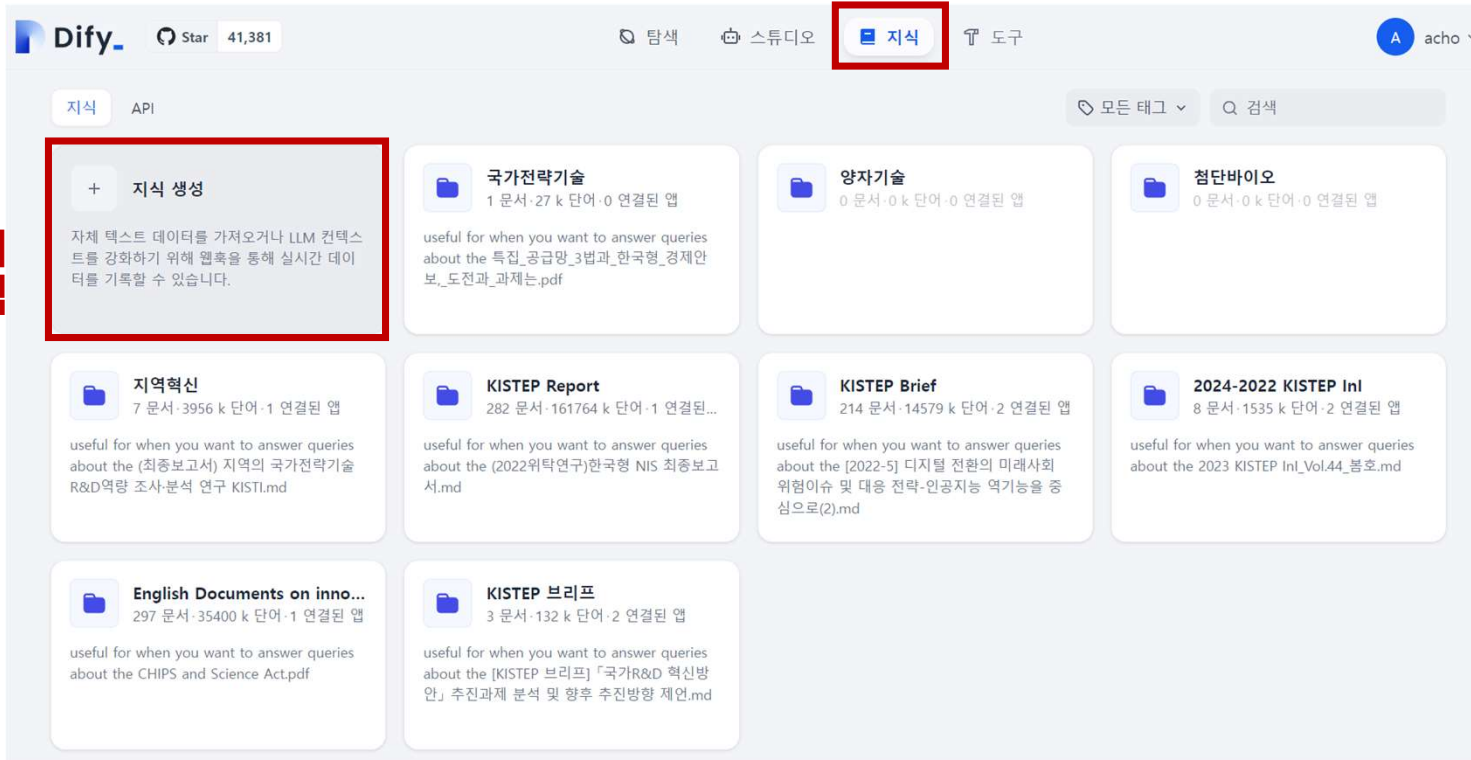 Dify_
Star 41,381
탐색
스튜디오
지식
도구
A
acho
지식
API
모든 태그
검색
+ 지식 생성
자체 텍스트 데이터를 가져오거나 LLM 컨텍스
트를 강화하기 위해 웹훅을 통해 실시간 데이
터를 기록할 수 있습니다.
국가전략기술
1 문서·27 k 단어·0 연결된 앱
useful for when you want to answer queries
about the 특집_공급망_3법과_한국형_경제안
보,_도전과_과제는.pdf
양자기술
0 문서·0 k 단어·0 연결된 앱
첨단바이오
0 문서·0 k 단어·0 연결된 앱
지역혁신
7 문서·3956 k 단어·1 연결된 앱
useful for when you want to answer queries
about the (최종보고서) 지역의 국가전략기술
R&D역량 조사·분석 연구 KISTI.md
KISTEP Report
282 문서·161764 k 단어·1 연결된...
useful for when you want to answer queries
about the (2022위탁연구)한국형 NIS 최종보고
서.md
KISTEP Brief
214 문서·14579 k 단어·2 연결된 앱
useful for when you want to answer queries
about the [2022-5] 디지털 전환의 미래사회
위험이슈 및 대응 전략-인공지능 역기능을 중
심으로(2).md
2024-2022 KISTEP InI
8 문서·1535 k 단어·2 연결된 앱
useful for when you want to answer queries
about the 2023 KISTEP InI_Vol.44_봄호.md
English Documents on inno...
297 문서·35400 k 단어·1 연결된 앱
useful for when you want to answer queries
about the CHIPS and Science Act.pdf
KISTEP 브리프
3 문서·132 k 단어·2 연결된 앱
useful for when you want to answer queries
about the [KISTEP 브리프] 「국가R&D 혁신방
안」 추진과제 분석 및 향후 추진방향 제언.md